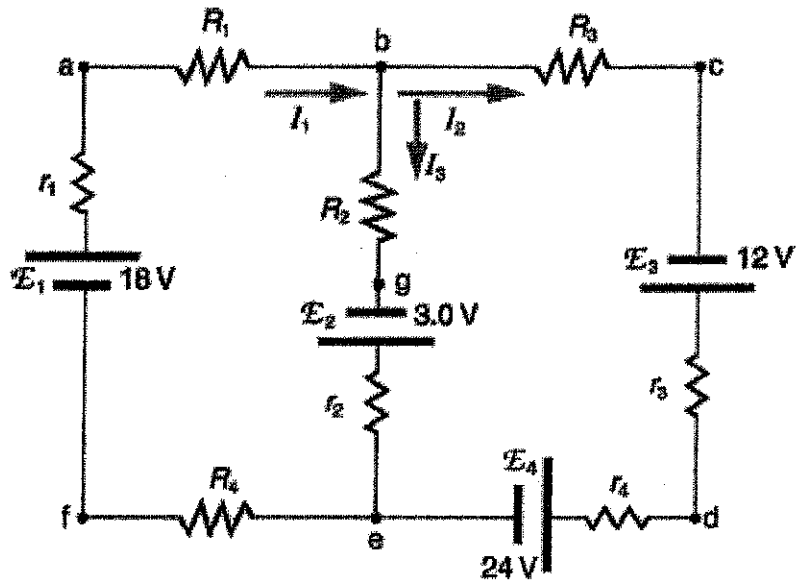 R₁ b R₃
a c
I₁ I₂
I₃
r₁ R₂
ℰ₁ 18 V g ℰ₃ 12 V
ℰ₂ 3.0 V
r₂ r₃
R₄ ℰ₄ r₄
f e d
24 V